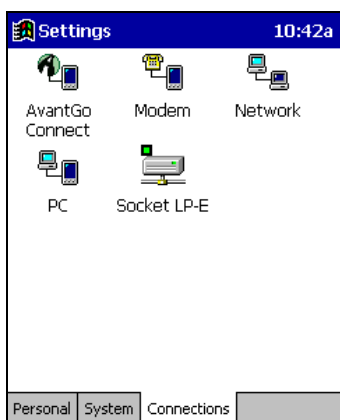 Settings 10:42a
AvantGo Modem Network
Connect
PC Socket LP-E
Personal System Connections